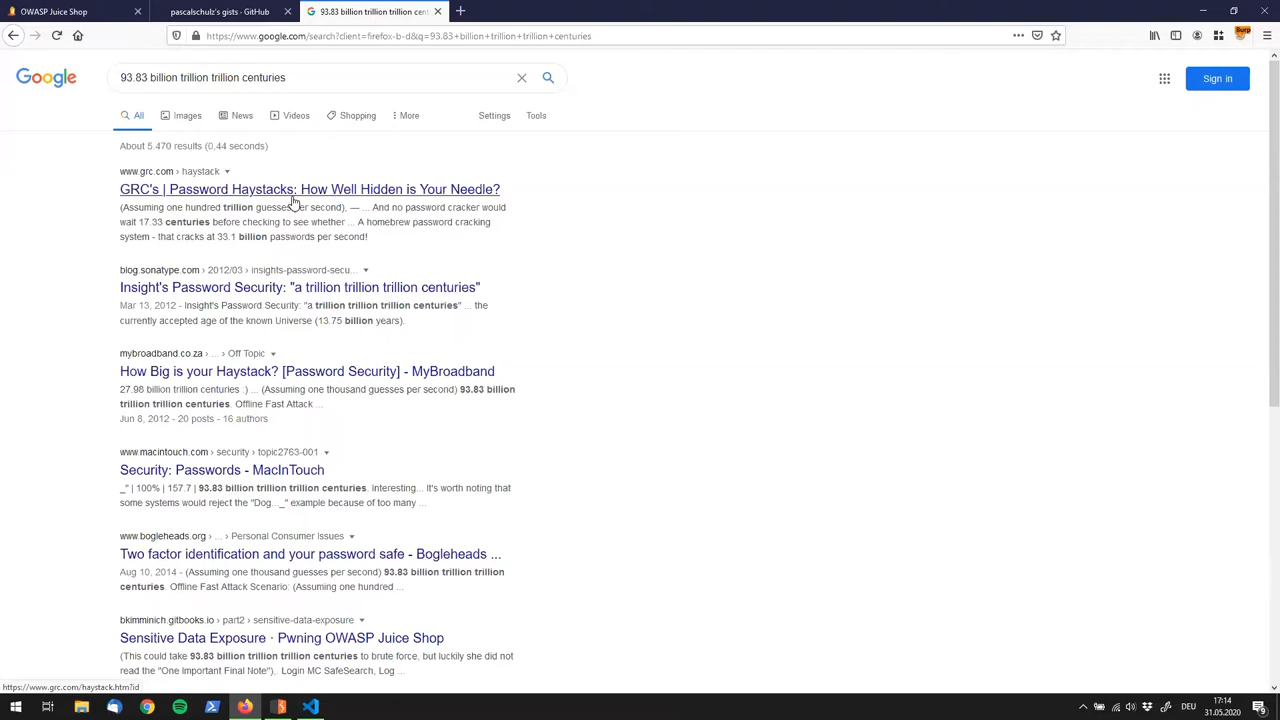 OWASP Juice Shop
pascalschulz's gists · GitHub
93.83 billion trillion trillion cent
https://www.google.com/search?client=firefox-b-d&q=93.83+billion+trillion+trillion+centuries
Burp
Google
93.83 billion trillion trillion centuries
Sign in
All
Images
News
Videos
Shopping
More
Settings
Tools
About 5.470 results (0,44 seconds)
www.grc.com › haystack
GRC's | Password Haystacks: How Well Hidden is Your Needle?
(Assuming one hundred trillion guesses per second), — ... And no password cracker would
wait 17.33 centuries before checking to see whether ... A homebrew password cracking
system - that cracks at 33.1 billion passwords per second!
blog.sonatype.com › 2012/03 › insights-password-secu...
Insight's Password Security: "a trillion trillion trillion centuries"
Mar 13, 2012 - Insight's Password Security: "a trillion trillion trillion centuries" ... the
currently accepted age of the known Universe (13.75 billion years).
mybroadband.co.za › ... › Off Topic
How Big is your Haystack? [Password Security] - MyBroadband
27.98 billion trillion centuries :) ... (Assuming one thousand guesses per second) 93.83 billion
trillion trillion centuries. Offline Fast Attack ...
Jun 8, 2012 - 20 posts - 16 authors
www.macintouch.com › security › topic2763-001
Security: Passwords - MacInTouch
_" | 100% | 157.7 | 93.83 billion trillion trillion centuries. Interesting... It's worth noting that
some systems would reject the "Dog..._" example because of too many ...
www.bogleheads.org › ... › Personal Consumer Issues
Two factor identification and your password safe - Bogleheads ...
Aug 10, 2014 - (Assuming one thousand guesses per second) 93.83 billion trillion trillion
centuries. Offline Fast Attack Scenario: (Assuming one hundred ...
bkimminich.gitbooks.io › part2 › sensitive-data-exposure
Sensitive Data Exposure · Pwning OWASP Juice Shop
(This could take 93.83 billion trillion trillion centuries to brute force, but luckily she did not
read the "One Important Final Note"). Login MC SafeSearch, Log ...
https://www.grc.com/haystack.htm?id
DEU
17:14
31.05.2020